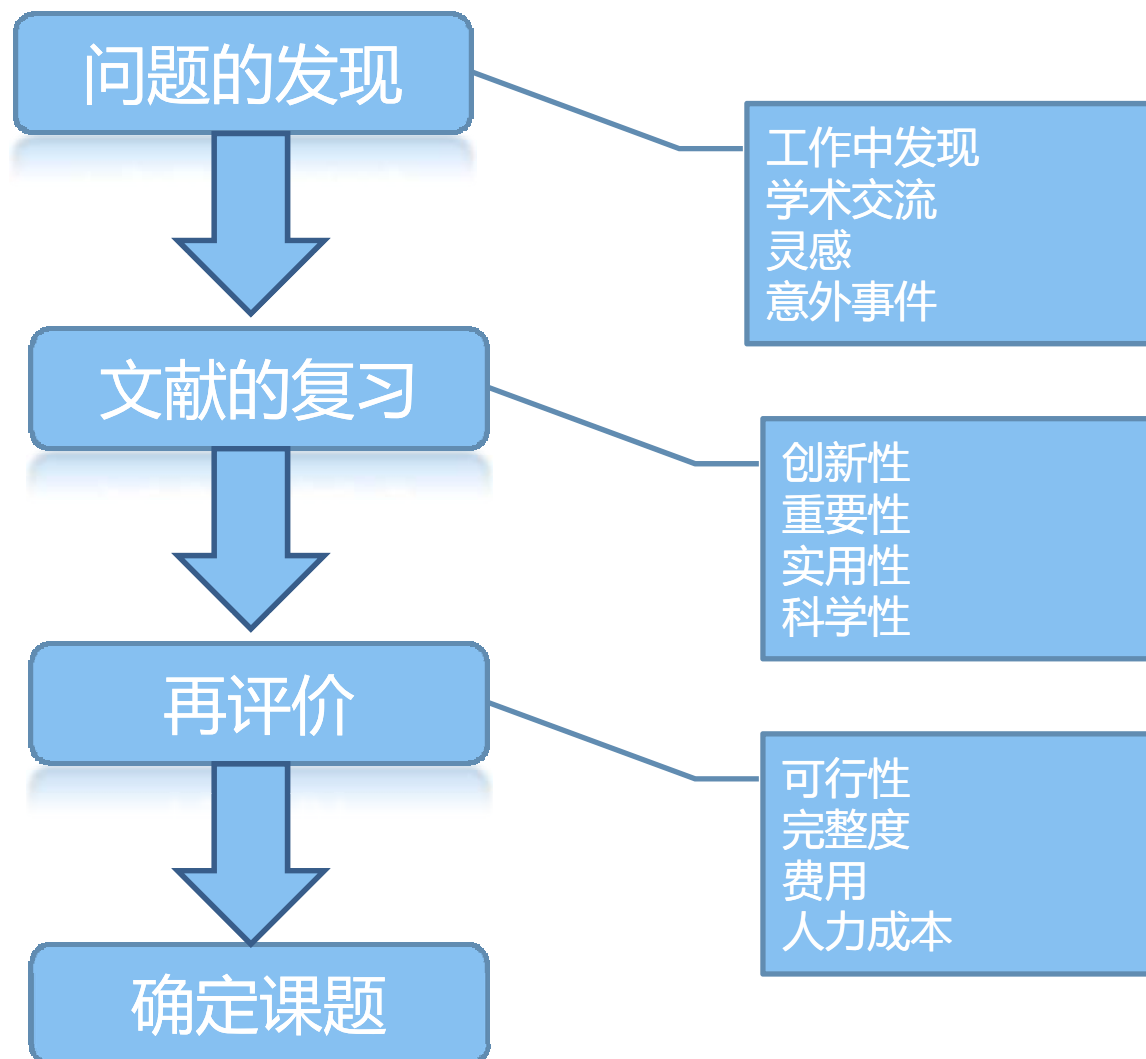 问题的发现
工作中发现
学术交流
灵感
意外事件
文献的复习
创新性
重要性
实用性
科学性
再评价
可行性
完整度
费用
人力成本
确定课题